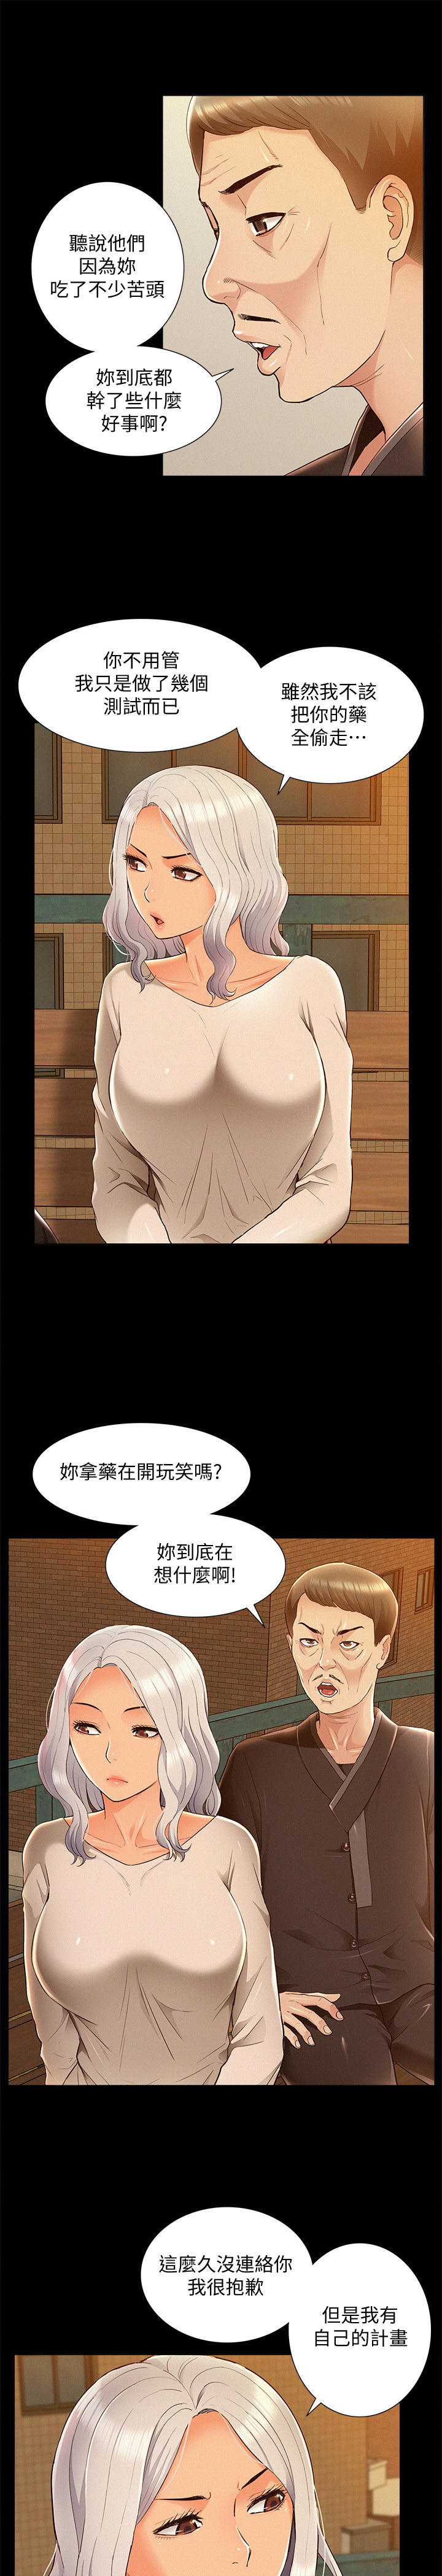 聽說他們
因為妳
吃了不少苦頭
妳到底都
幹了些什麼
好事啊?
你不用管
我只是做了幾個
測試而已
雖然我不該
把你的藥
全偷走…
妳拿藥在開玩笑嗎?
妳到底在
想什麼啊!
這麼久沒連絡你
我很抱歉
但是我有
自己的計畫